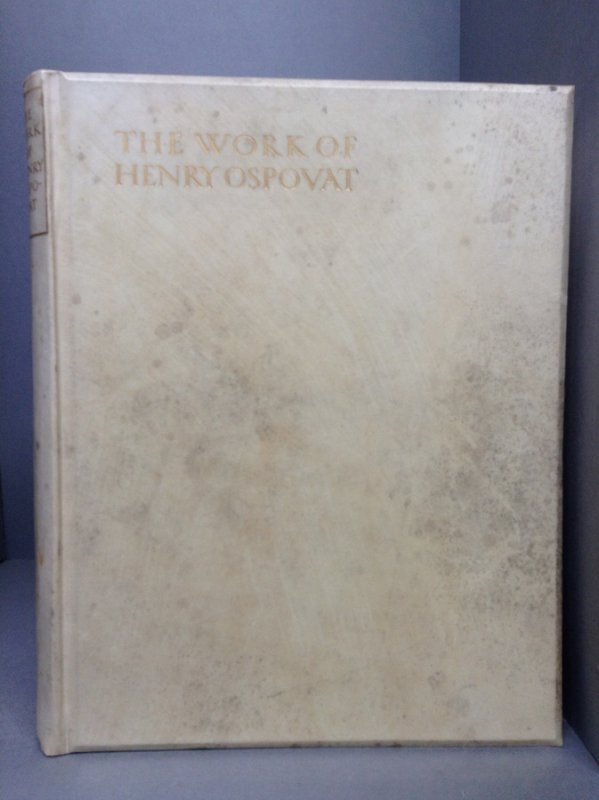 THE WORK OF
HENRY OSPOVAT